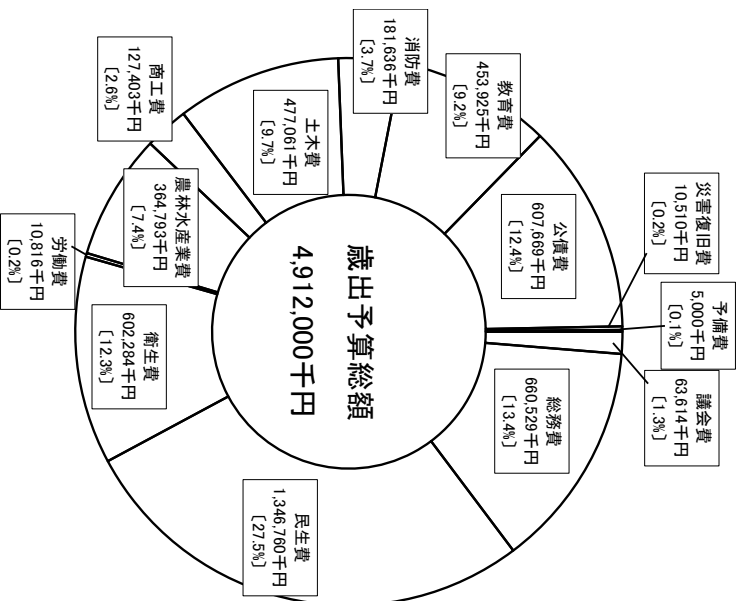 歳出予算総額
4,912,000千円
議会費
63,614千円
[1.3%]
総務費
660,529千円
[13.4%]
民生費
1,346,760千円
[27.5%]
衛生費
602,284千円
[12.3%]
労働費
10,816千円
[0.2%]
農林水産業費
364,793千円
[7.4%]
商工費
127,403千円
[2.6%]
土木費
477,061千円
[9.7%]
消防費
181,636千円
[3.7%]
教育費
453,925千円
[9.2%]
公債費
607,669千円
[12.4%]
災害復旧費
10,510千円
[0.2%]
予備費
5,000千円
[0.1%]